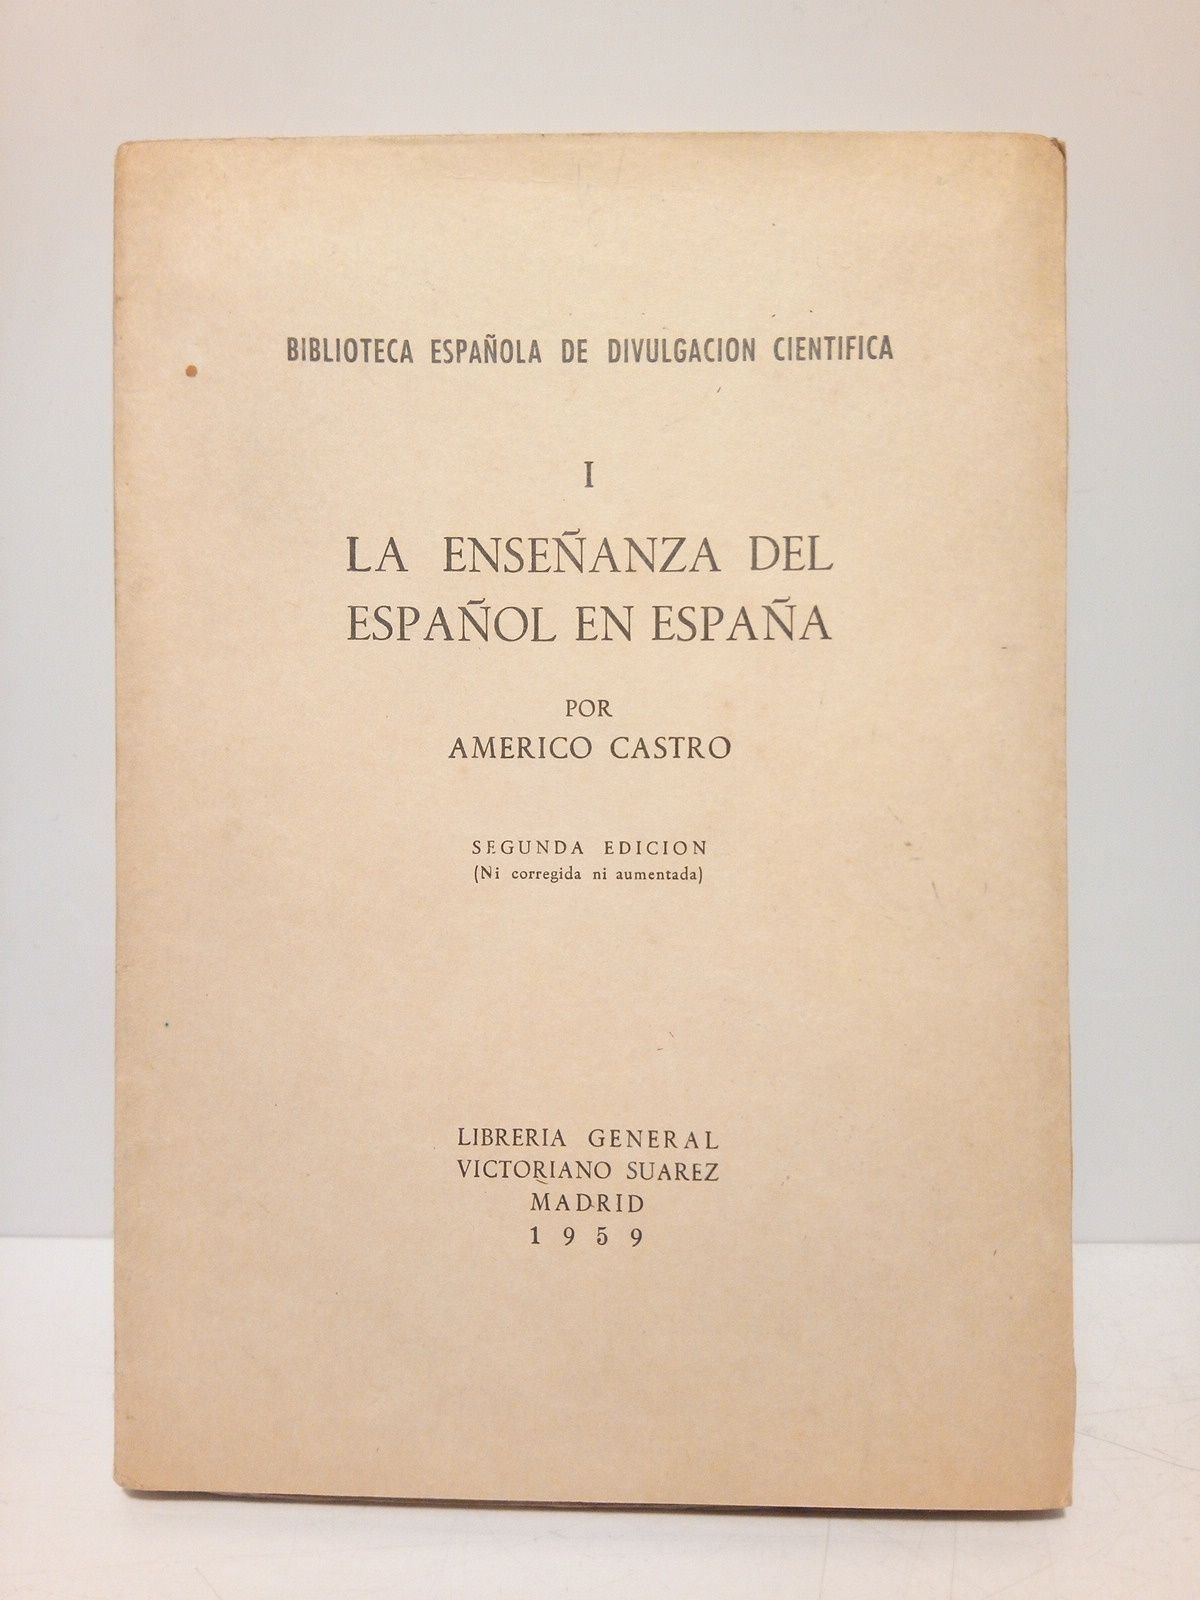 BIBLIOTECA ESPAÑOLA DE DIVULGACION CIENTIFICA
I
LA ENSEÑANZA DEL
ESPAÑOL EN ESPAÑA
POR
AMERICO CASTRO
SEGUNDA EDICION
(Ni corregida ni aumentada)
LIBRERIA GENERAL
VICTORIANO SUAREZ
MADRID
1959